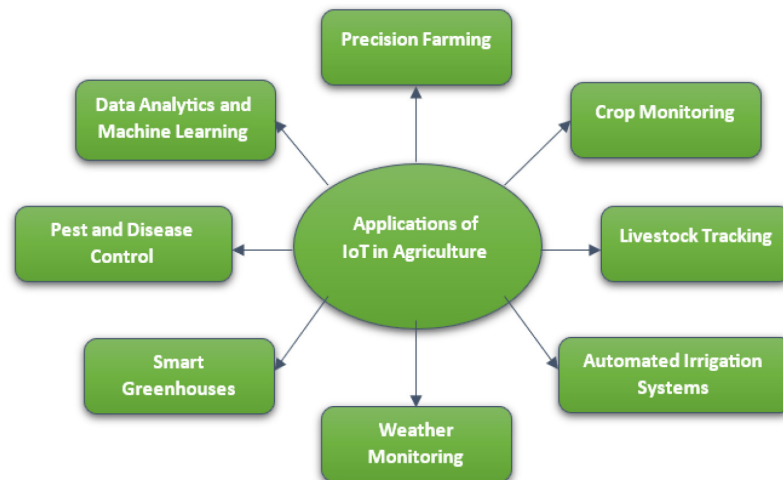 Precision Farming
Data Analytics and
Machine Learning
Crop Monitoring
Applications of
IoT in Agriculture
Pest and Disease
Control
Livestock Tracking
Smart
Greenhouses
Automated Irrigation
Systems
Weather
Monitoring